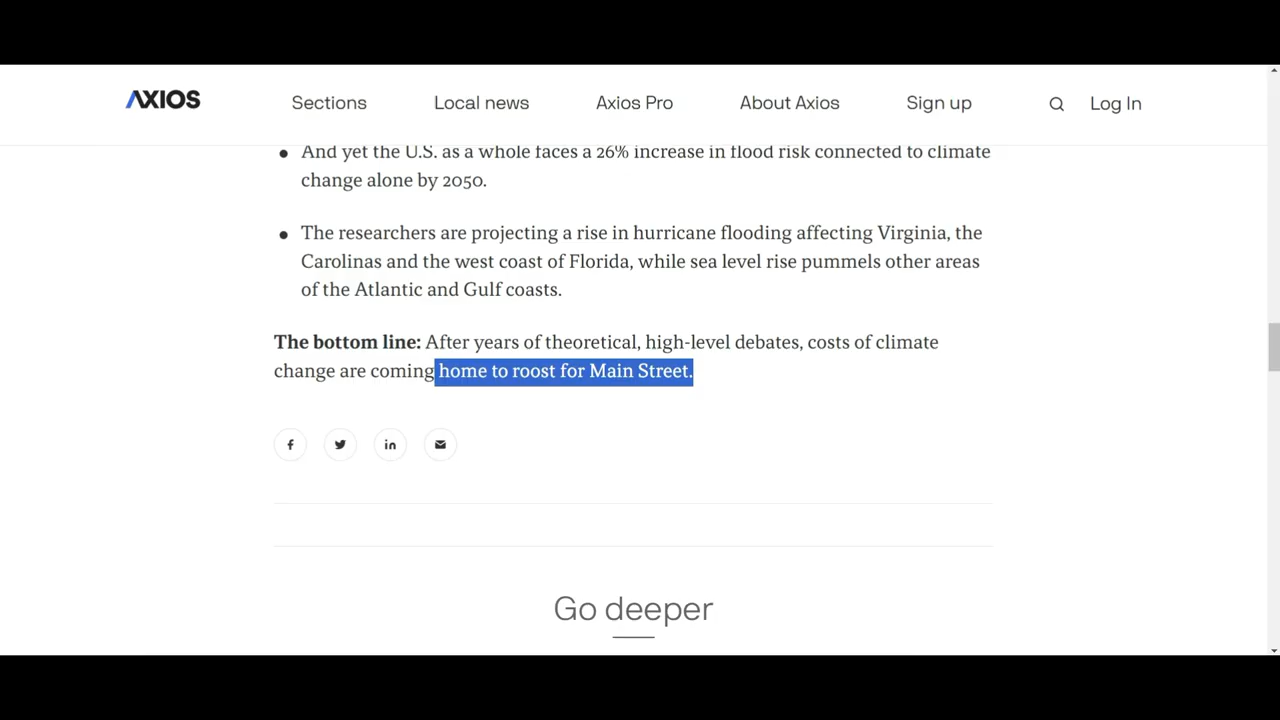 AXIOS
Sections Local news Axios Pro About Axios Sign up Log In
And yet the U.S. as a whole faces a 26% increase in flood risk connected to climate
change alone by 2050.
The researchers are projecting a rise in hurricane flooding affecting Virginia, the
Carolinas and the west coast of Florida, while sea level rise pummels other areas
of the Atlantic and Gulf coasts.
The bottom line: After years of theoretical, high-level debates, costs of climate
change are coming home to roost for Main Street.
Go deeper